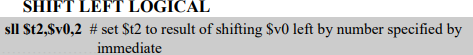 SHIFT LEFT LOGICAL
sll $t2,$v0,2 # set $t2 to result of shifting $v0 left by number specified by
immediate